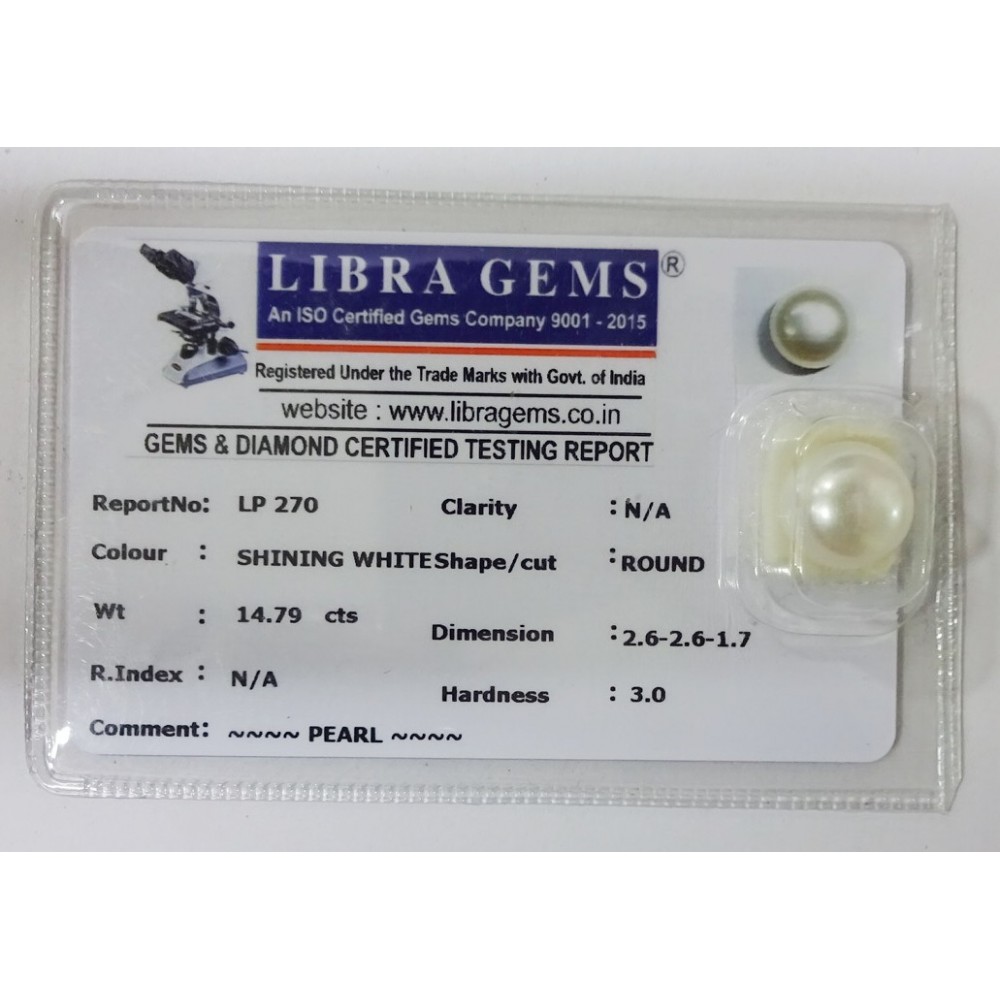 LIBRA GEMS®
An ISO Certified Gems Company 9001 - 2015
Registered Under the Trade Marks with Govt. of India
website : www.libragems.co.in
GEMS & DIAMOND CERTIFIED TESTING REPORT
ReportNo: LP 270 Clarity : N/A
Colour : SHINING WHITE Shape/cut : ROUND
Wt : 14.79 cts Dimension : 2.6-2.6-1.7
R.Index : N/A Hardness : 3.0
Comment: ~~~~ PEARL ~~~~